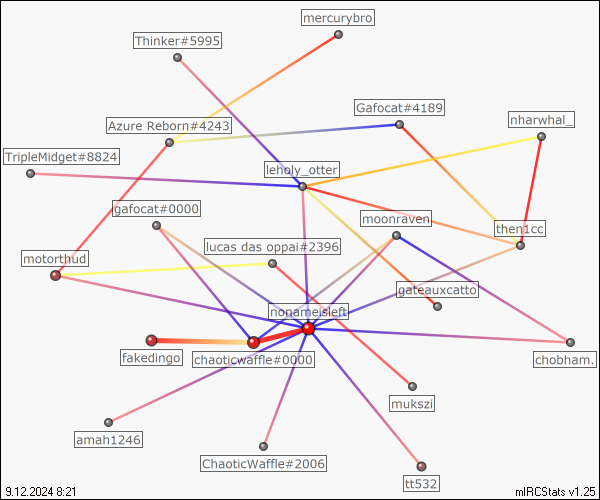 mercurybro
Thinker#5995
Gafocat#4189
nharwhal_
Azure Reborn#4243
TripleMidget#8824
leholy_otter
gafocat#0000
moonraven
then1cc
lucas das oppai#2396
motorthud
gateauxcatto
nonameisleft
fakedingo
chaoticwaffle#0000
chobham.
mukszi
amah1246
ChaoticWaffle#2006
tt532
9.12.2024 8:21
mIRCStats v1.25